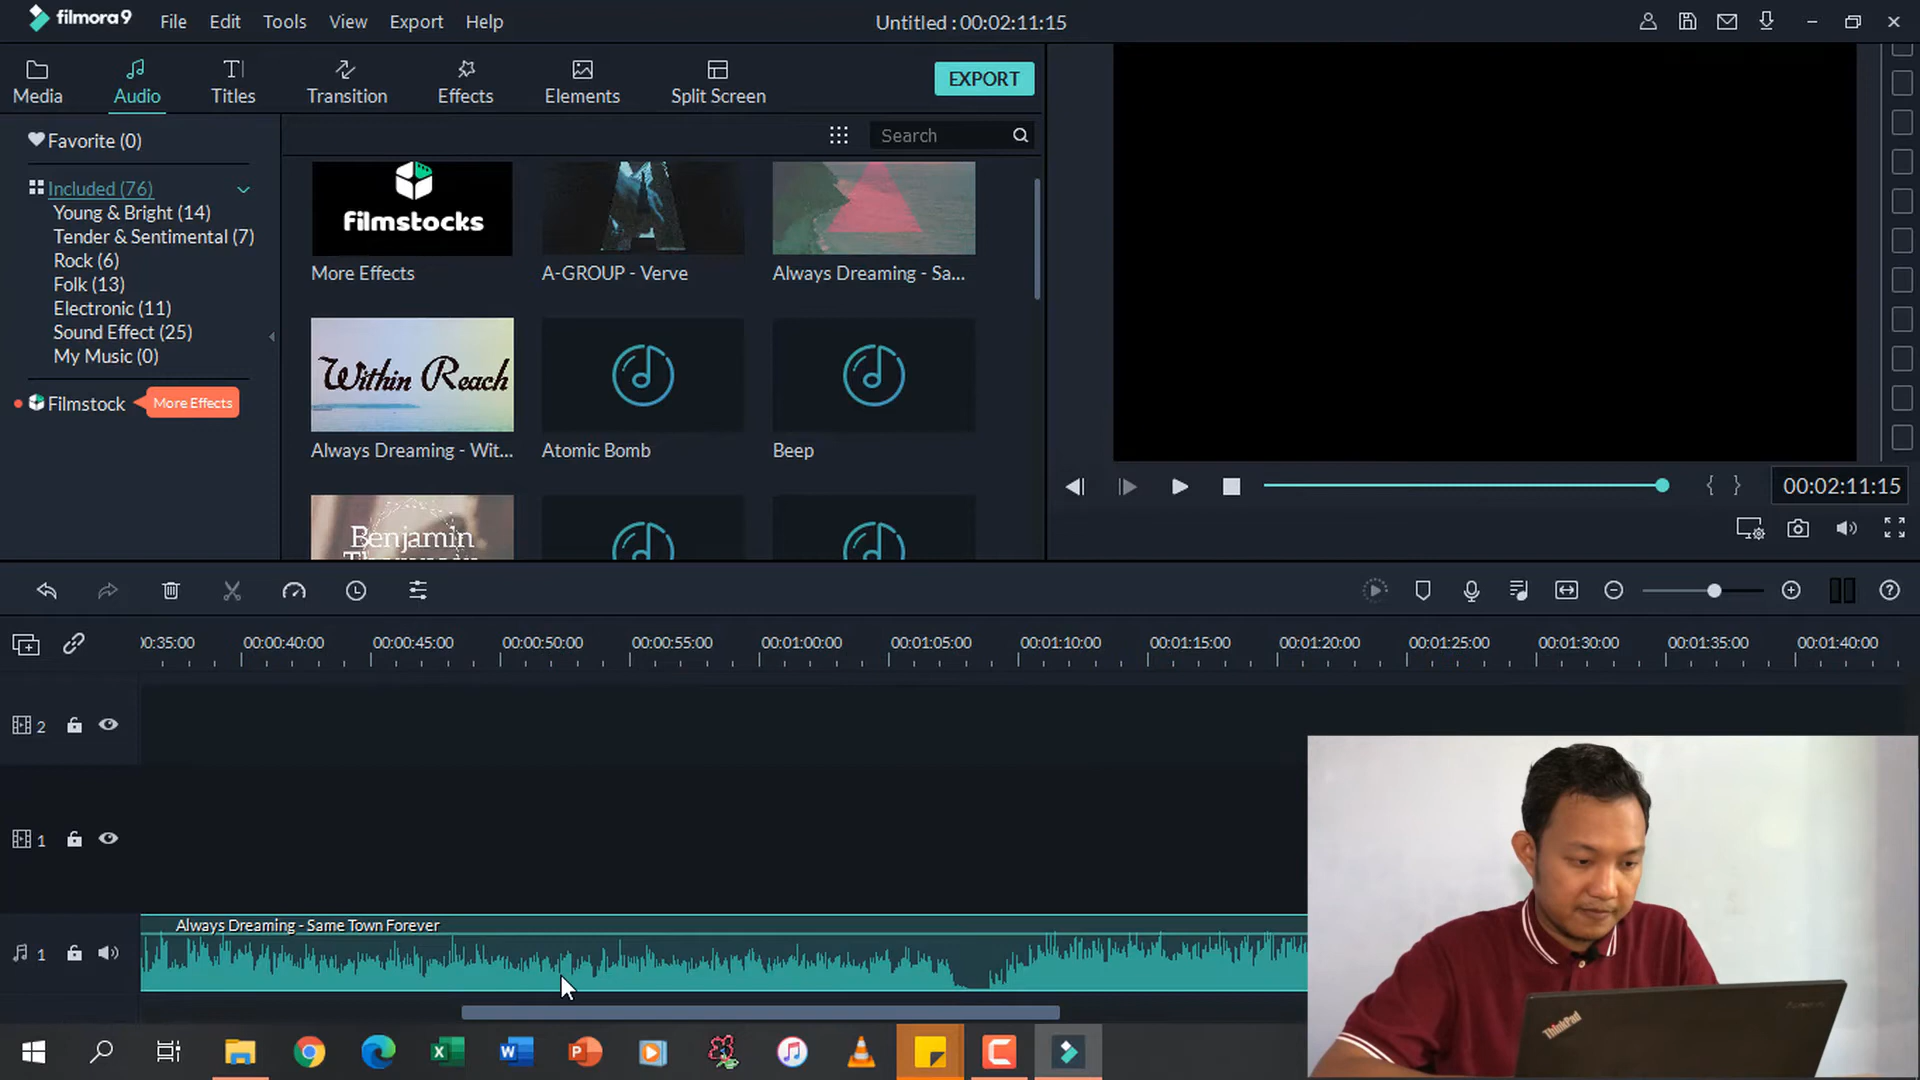 filmora9 File Edit Tools View Export Help Untitled : 00:02:11:15
Media Audio Titles Transition Effects Elements Split Screen EXPORT
Favorite (0)
Search
Included (76)
Young & Bright (14)
Tender & Sentimental (7)
Rock (6)
Folk (13)
Electronic (11)
Sound Effect (25)
My Music (0)
Filmstock More Effects
filmstocks
More Effects A-GROUP - Verve Always Dreaming - Sa...
Within Reach
Always Dreaming - Wit... Atomic Bomb Beep
Benjamin
00:02:11:15
0:35:00 00:00:40:00 00:00:45:00 00:00:50:00 00:00:55:00 00:01:00:00 00:01:05:00 00:01:10:00 00:01:15:00 00:01:20:00 00:01:25:00 00:01:30:00 00:01:35:00 00:01:40:00
2
1
Always Dreaming - Same Town Forever
1
ThinkPad